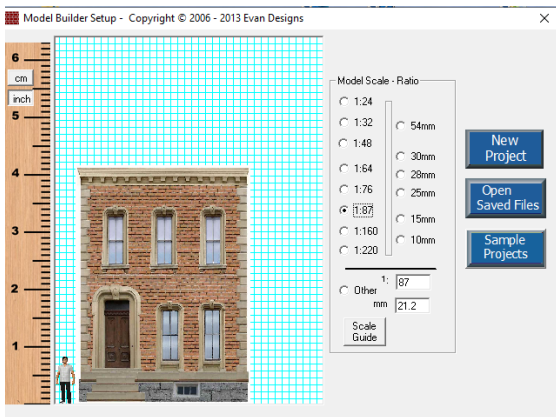 Model Builder Setup - Copyright © 2006 - 2013 Evan Designs
6
cm
inch
5
4
3
2
1
Model Scale - Ratio
1:24
1:32
1:48
1:64
1:76
1:87
1:160
1:220
54mm
30mm
28mm
25mm
15mm
10mm
Other
1: 87
mm 21.2
Scale
Guide
New
Project
Open
Saved Files
Sample
Projects